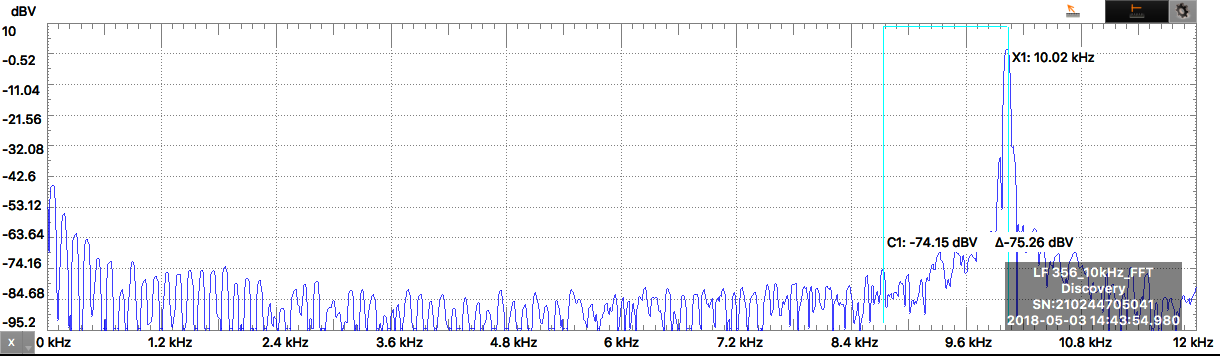 dBV
10
-0.52
-11.04
-21.56
-32.08
-42.6
-53.12
-63.64
-74.16
-84.68
-95.2
X1: 10.02 kHz
C1: -74.15 dBV Δ-75.26 dBV
LF 356_10kHz_FFT
Discovery
SN:210244705041
2018-05-03 14:43:54.980
X 0 kHz 1.2 kHz 2.4 kHz 3.6 kHz 4.8 kHz 6 kHz 7.2 kHz 8.4 kHz 9.6 kHz 10.8 kHz 12 kHz